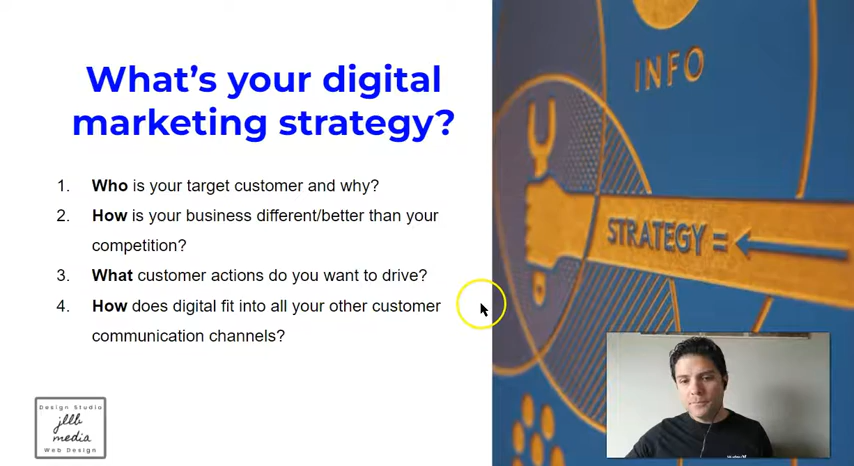 What's your digital
marketing strategy?
1. Who is your target customer and why?
2. How is your business different/better than your
competition?
3. What customer actions do you want to drive?
4. How does digital fit into all your other customer
communication channels?
INFO
STRATEGY =
Design Studio
jllb
media
Web Design